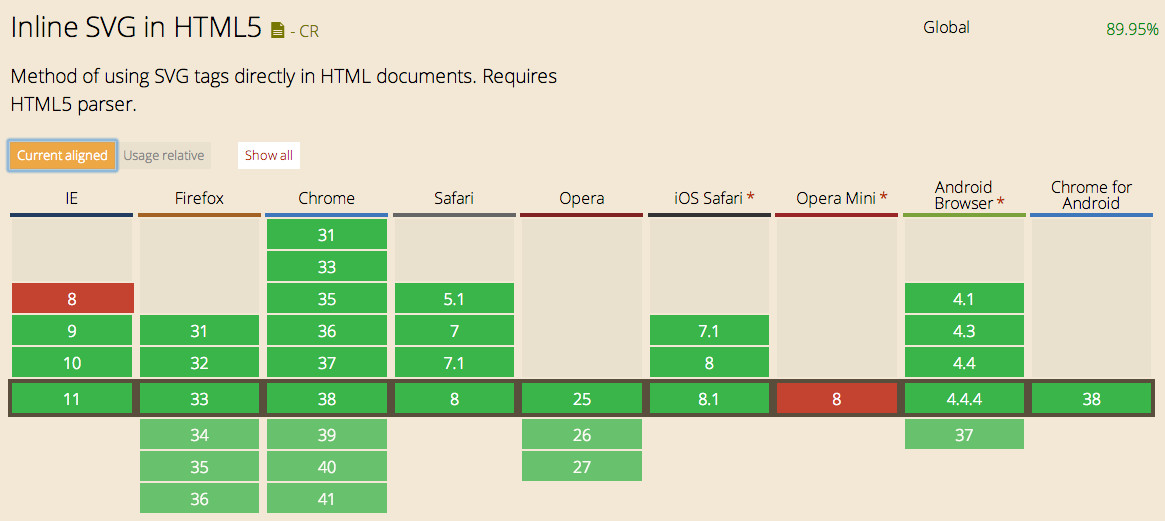 Inline SVG in HTML5 - CR
Global 89.95%
Method of using SVG tags directly in HTML documents. Requires
HTML5 parser.
Current aligned Usage relative Show all
IE Firefox Chrome Safari Opera iOS Safari * Opera Mini * Android Browser * Chrome for Android
31
33
8 35 5.1 4.1
9 31 36 7 7.1 4.3
10 32 37 7.1 8 4.4
11 33 38 8 25 8.1 8 4.4.4 38
34 39 26 37
35 40 27
36 41